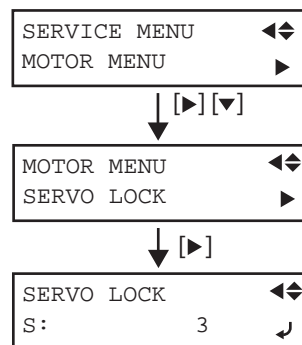 SERVICE MENU ◀◆
MOTOR MENU ▶
[▶][▼]
MOTOR MENU ◀◆
SERVO LOCK ▶
[▶]
SERVO LOCK ◀◆
S: 3 ↵